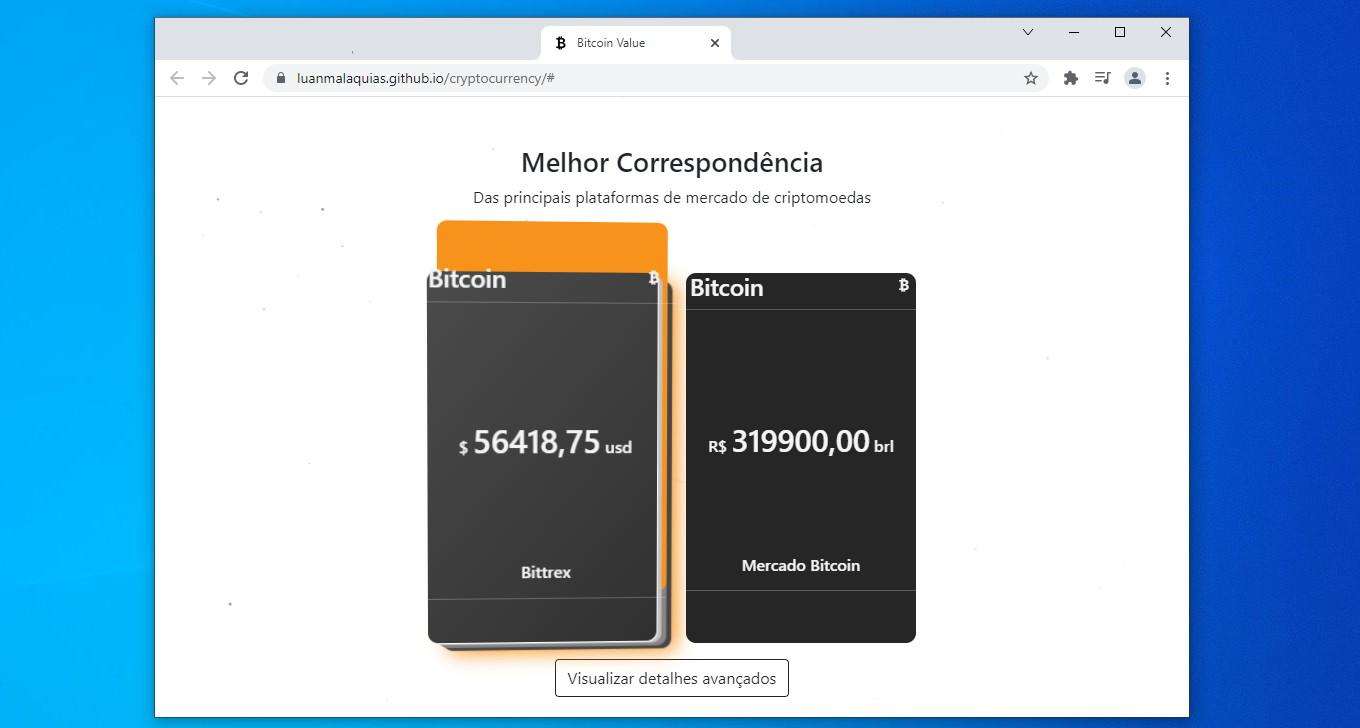 Bitcoin Value
luanmalaquias.github.io/cryptocurrency/#
Melhor Correspondência
Das principais plataformas de mercado de criptomoedas
Bitcoin
$ 56418,75 usd
Bittrex
Bitcoin
R$ 319900,00 brl
Mercado Bitcoin
Visualizar detalhes avançados